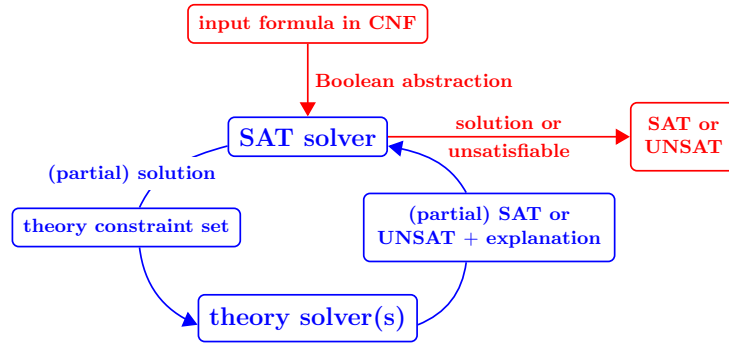 input formula in CNF
Boolean abstraction
SAT solver
solution or
unsatisfiable
SAT or
UNSAT
(partial) solution
theory constraint set
(partial) SAT or
UNSAT + explanation
theory solver(s)